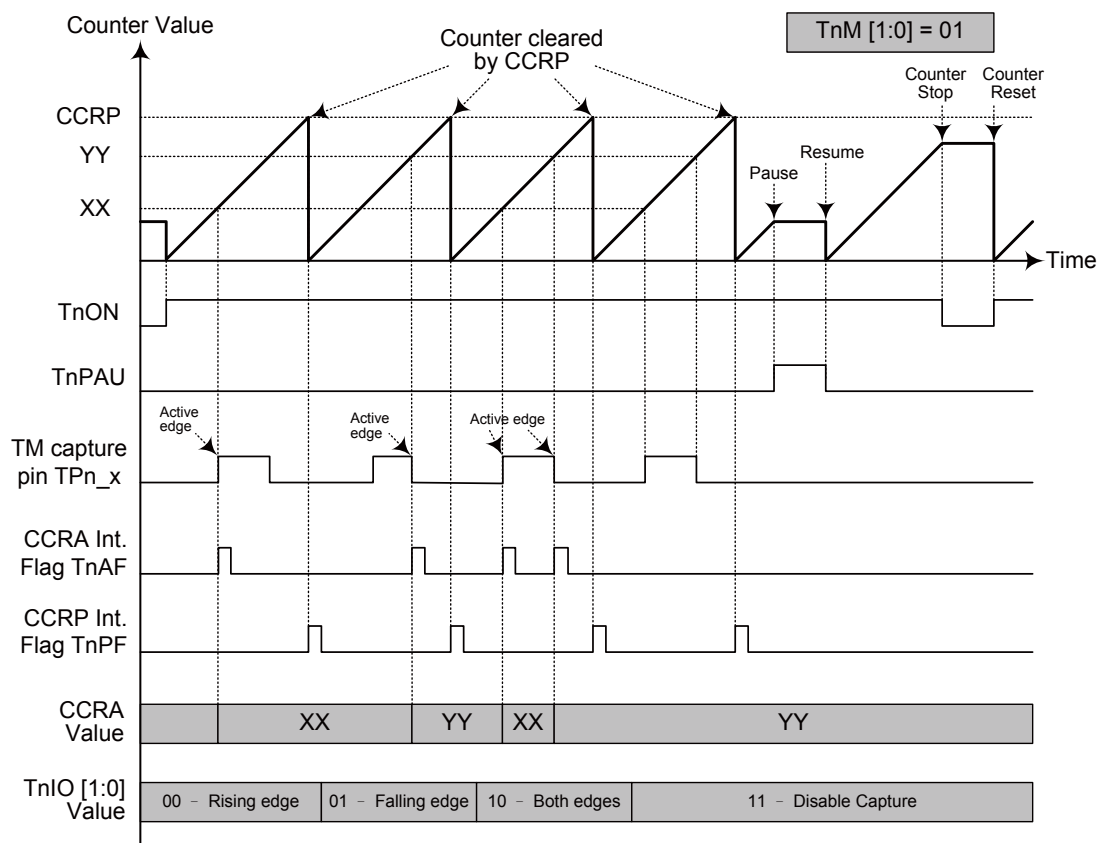 Counter Value
TnM [1:0] = 01
Counter cleared
by CCRP
Counter
Stop
Counter
Reset
CCRP
YY
XX
Pause
Resume
Time
TnON
TnPAU
Active
edge
Active
edge
Active edge
TM capture
pin TPn_x
CCRA Int.
Flag TnAF
CCRP Int.
Flag TnPF
CCRA
Value
XX
YY
XX
YY
TnIO [1:0]
Value
00 – Rising edge
01 – Falling edge
10 – Both edges
11 – Disable Capture